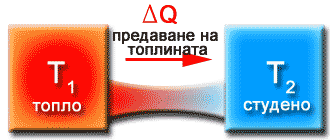 ΔQ
предаване на
топлината
T1
топло
T2
студено